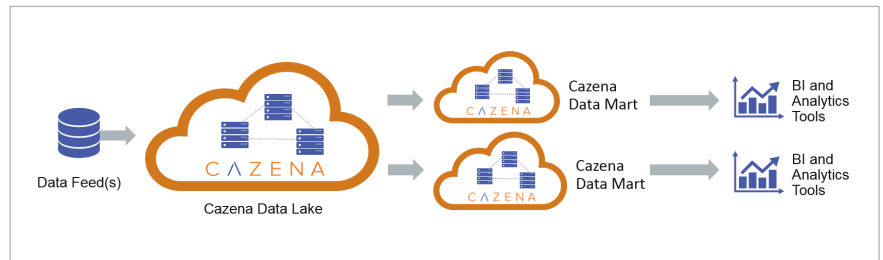 Data Feed(s)
CAZENA
Cazena Data Lake
CAZENA
Cazena
Data Mart
BI and
Analytics
Tools
CAZENA
Cazena
Data Mart
BI and
Analytics
Tools